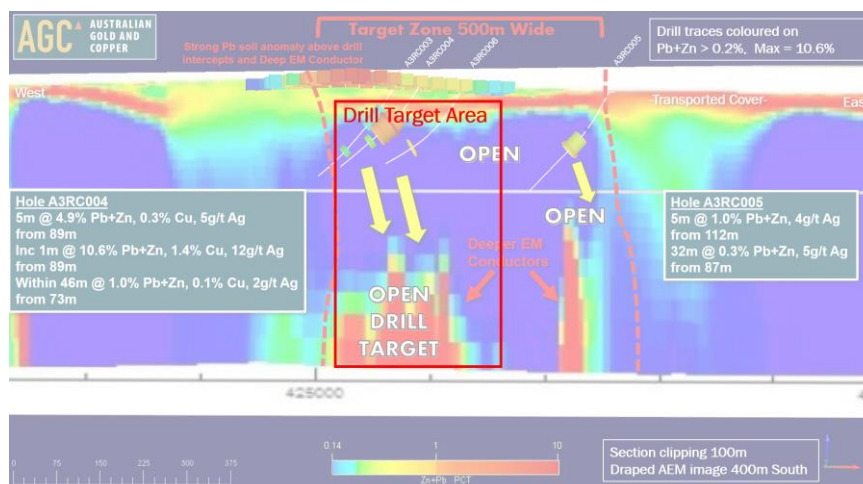 AGC
AUSTRALIAN
GOLD AND
COPPER
Target Zone 500m Wide
Drill traces coloured on
Pb+Zn > 0.2%, Max = 10.6%
Strong Pb soil anomaly above drill
intercepts and Deep EM Conductor
A3RC003
A3RC004
A3RC006
A3RC005
West
Transported Cover-
Eas
Drill Target Area
OPEN
Hole A3RC004
5m @ 4.9% Pb+Zn, 0.3% Cu, 5g/t Ag
from 89m
Inc 1m @ 10.6% Pb+Zn, 1.4% Cu, 12g/t Ag
from 89m
Within 46m @ 1.0% Pb+Zn, 0.1% Cu, 2g/t Ag
from 73m
OPEN
Hole A3RC005
5m @ 1.0% Pb+Zn, 4g/t Ag
from 112m
32m @ 0.3% Pb+Zn, 5g/t Ag
from 87m
Deeper EM
Conductors
OPEN
DRILL
TARGET
425000
4
0.14
1
10
Zn+Pb PCT
0
75
150
225
300
375
Section clipping 100m
Draped AEM image 400m South